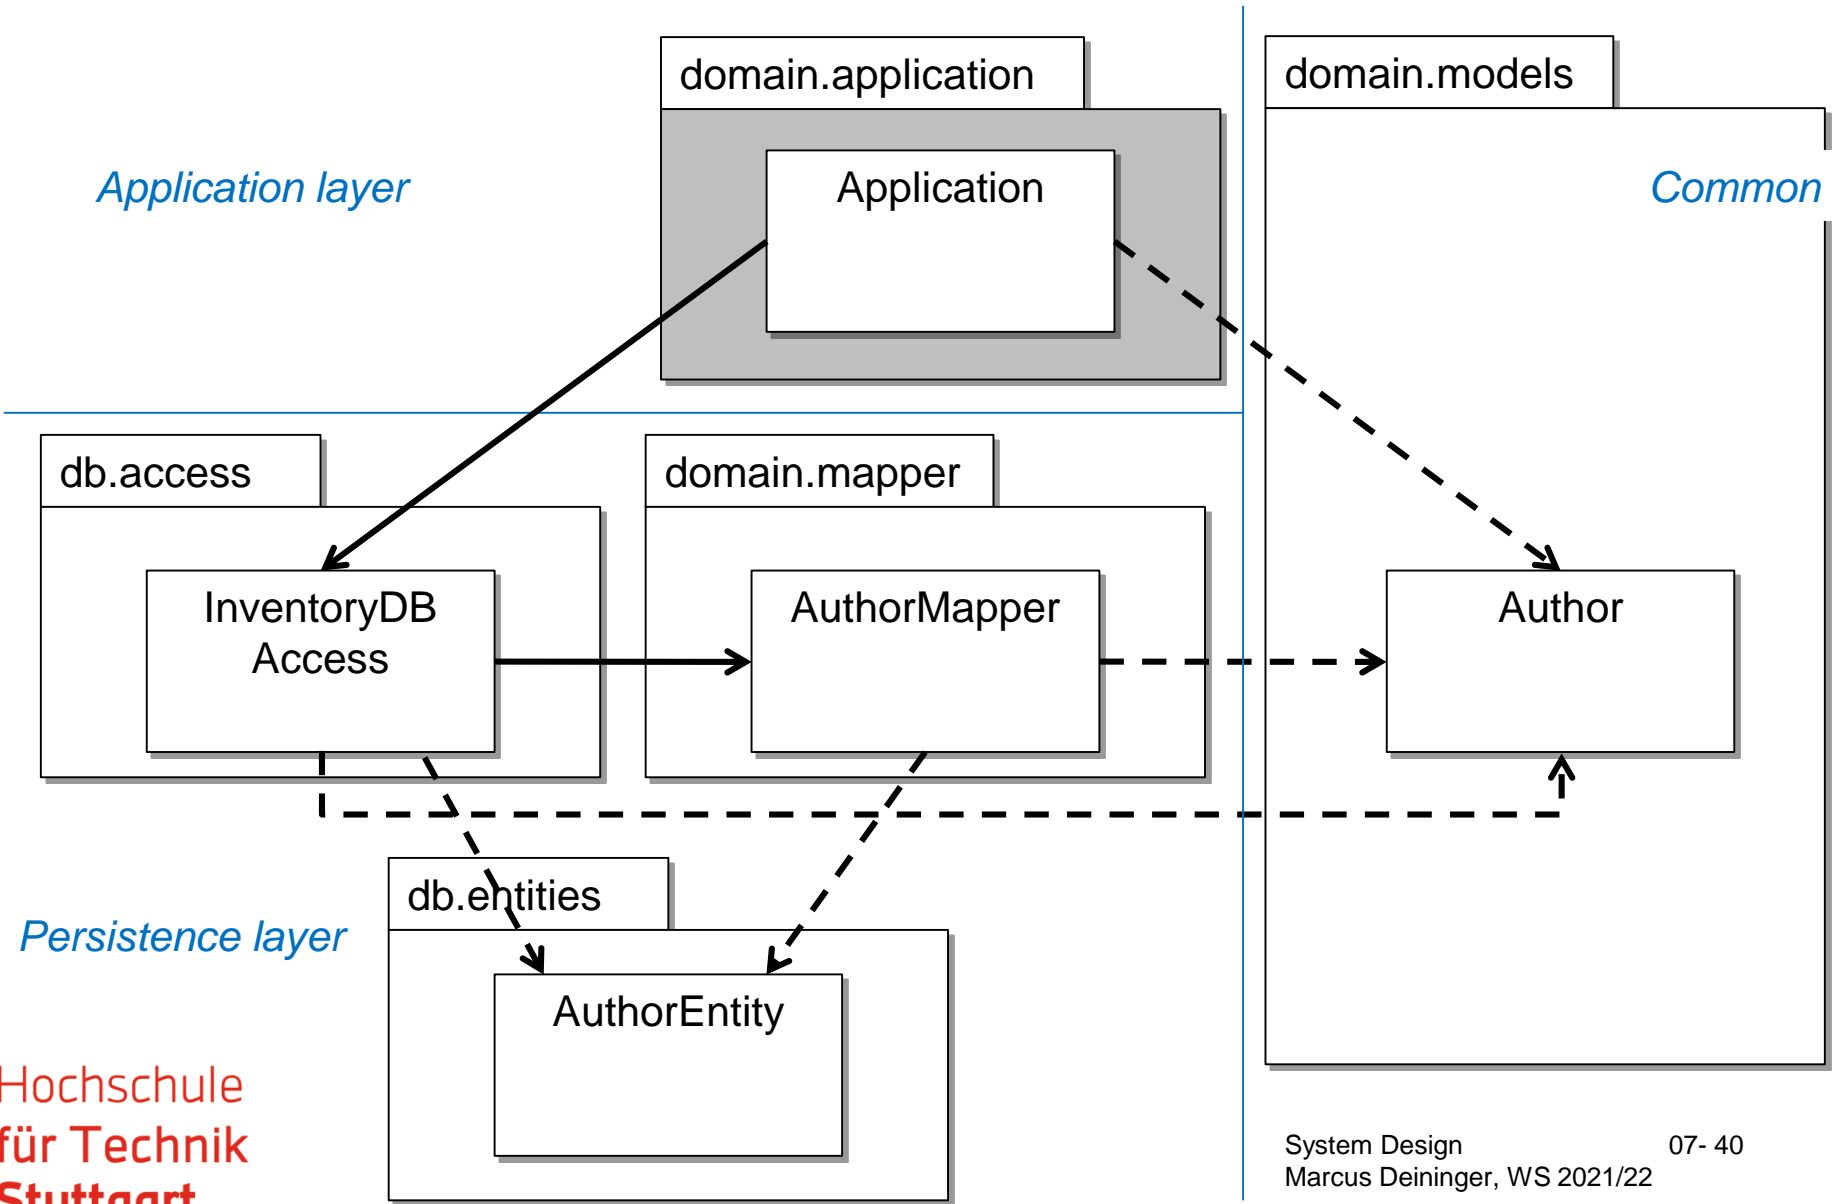 domain.application
domain.models
Application layer
Application
Common
db.access
domain.mapper
InventoryDB
Access
AuthorMapper
Author
db.entities
Persistence layer
AuthorEntity
Hochschule
für Technik
Stuttgart
System Design 07- 40
Marcus Deininger, WS 2021/22